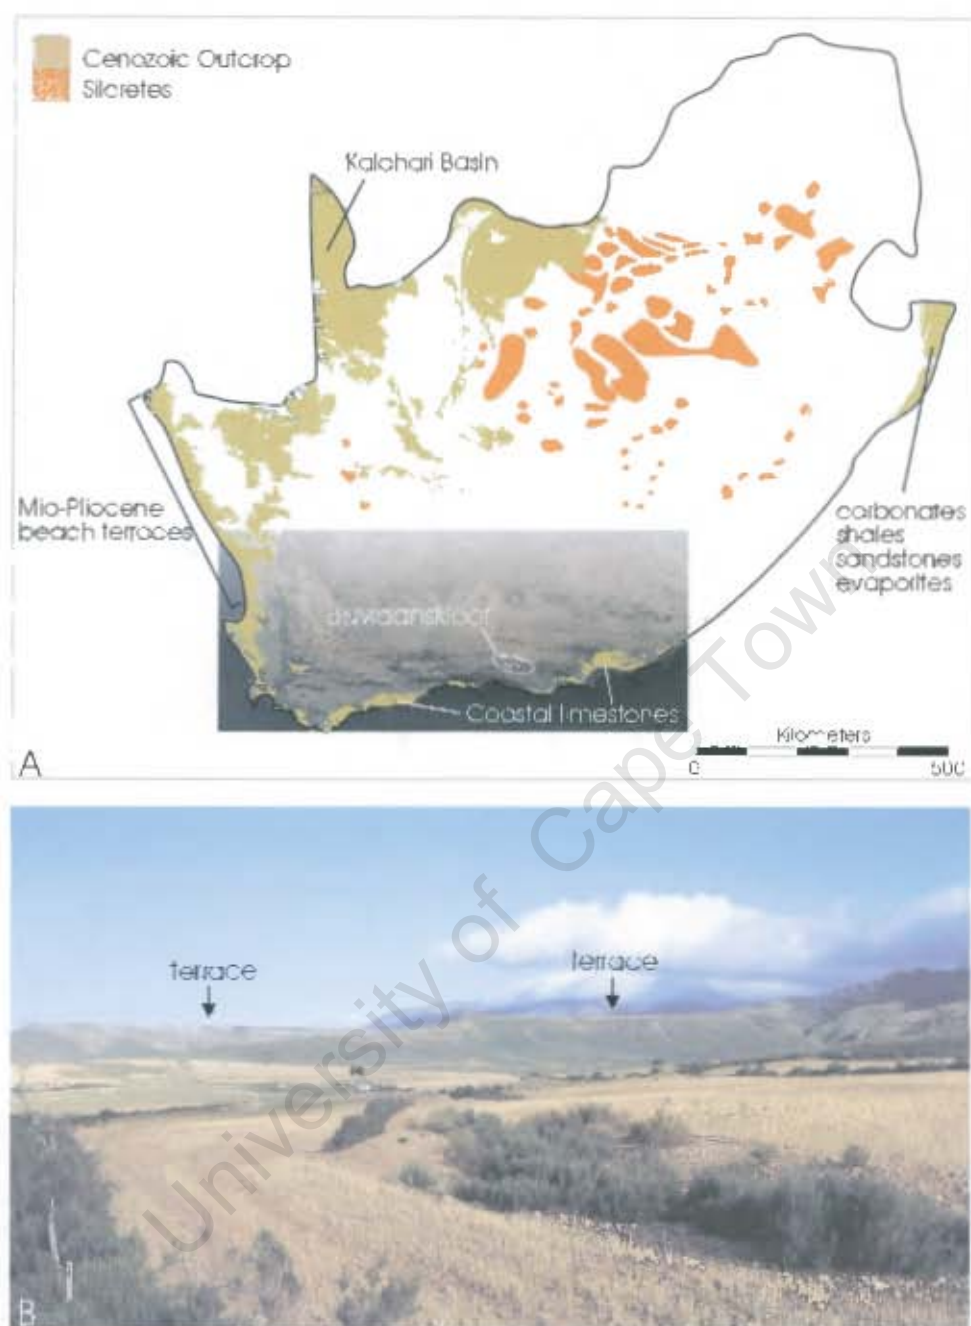 Cenozoic Outcrop
Silcretes
Kalahari Basin
Mio-Pliocene
beach terraces
carbonates
shales
sandstones
evaporites
Coastal limestones
Kilometers
0 500
A
terrace
terrace
B
University of Cape Town